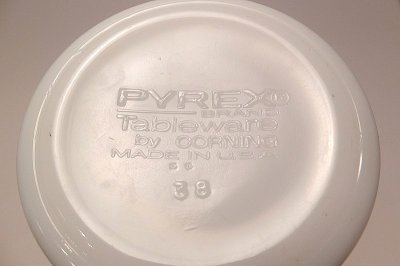 PYREX®
BRAND
Tableware
by CORNING
MADE IN U.S.A
38